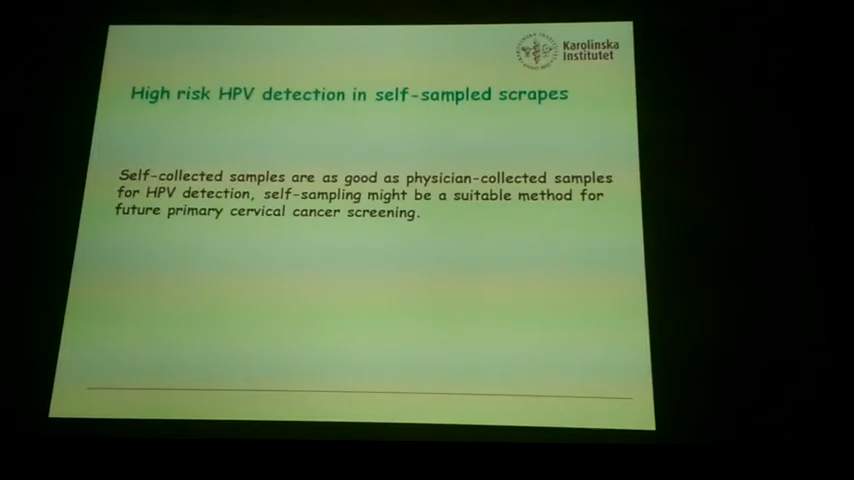 Karolinska
Institutet
High risk HPV detection in self-sampled scrapes
Self-collected samples are as good as physician-collected samples
for HPV detection, self-sampling might be a suitable method for
future primary cervical cancer screening.